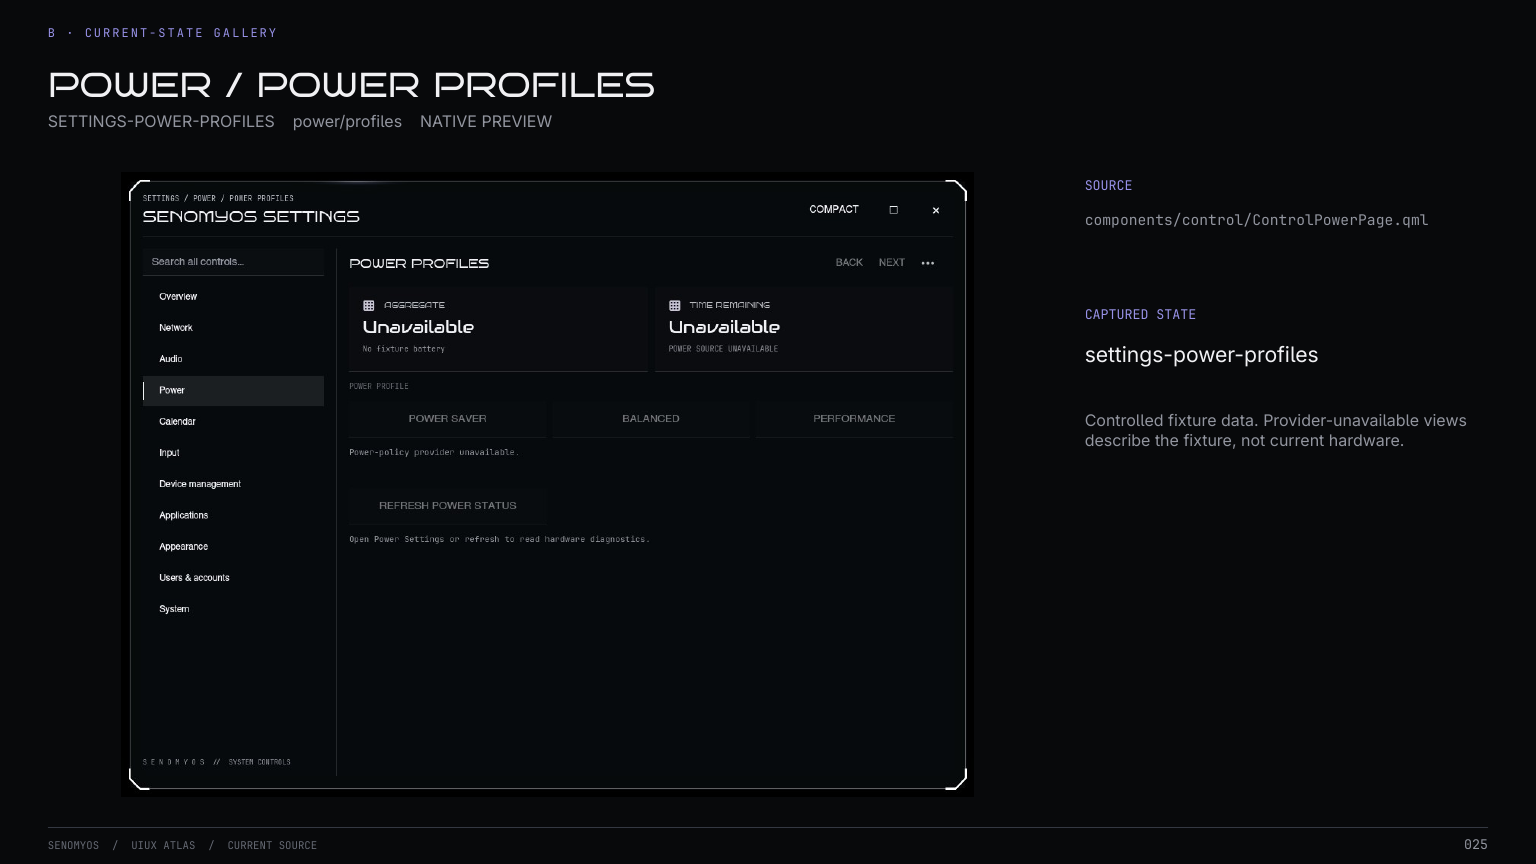 B · CURRENT-STATE GALLERY
POWER / POWER PROFILES
SETTINGS-POWER-PROFILES power/profiles NATIVE PREVIEW
SETTINGS / POWER / POWER PROFILES
SENOMYOS SETTINGS
COMPACT
Search all controls...
Overview
Network
Audio
Power
Calendar
Input
Device management
Applications
Appearance
Users & accounts
System
SENOMYOS // SYSTEM CONTROLS
POWER PROFILES
BACK NEXT •••
AGGREGATE
Unavailable
No fixture battery
TIME REMAINING
Unavailable
POWER SOURCE UNAVAILABLE
POWER PROFILE
POWER SAVER
BALANCED
PERFORMANCE
Power-policy provider unavailable.
REFRESH POWER STATUS
Open Power Settings or refresh to read hardware diagnostics.
SOURCE
components/control/ControlPowerPage.qml
CAPTURED STATE
settings-power-profiles
Controlled fixture data. Provider-unavailable views
describe the fixture, not current hardware.
SENOMYOS / UIUX ATLAS / CURRENT SOURCE
025